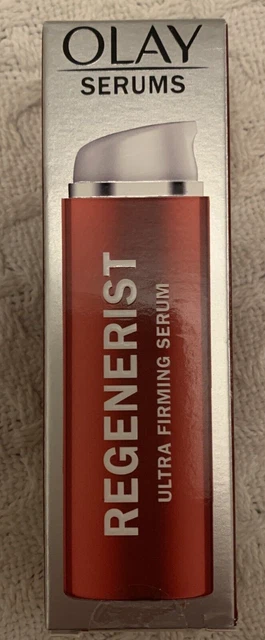 OLAY
SERUMS
REGENERIST
ULTRA FIRMING SERUM